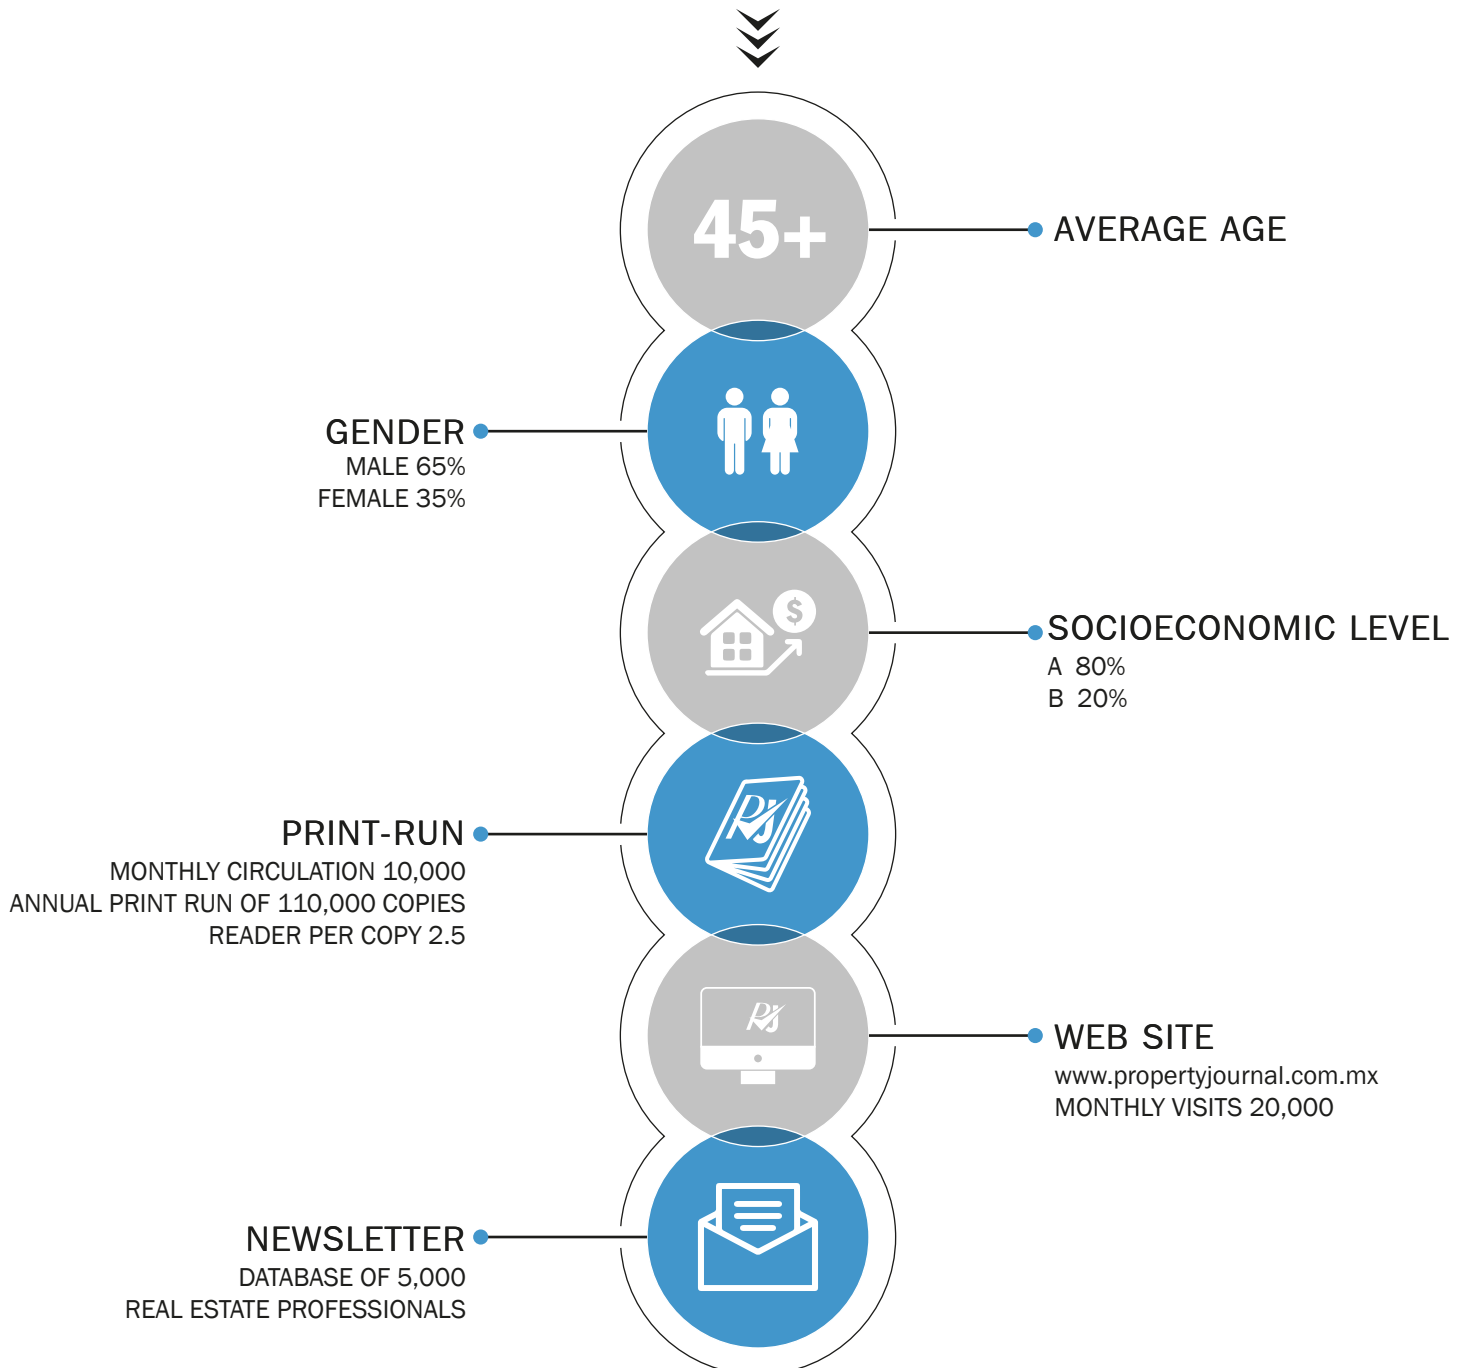 45+
AVERAGE AGE
GENDER
MALE 65%
FEMALE 35%
$
SOCIOECONOMIC LEVEL
A 80%
B 20%
PJ
PRINT-RUN
MONTHLY CIRCULATION 10,000
ANNUAL PRINT RUN OF 110,000 COPIES
READER PER COPY 2.5
PJ
WEB SITE
www.propertyjournal.com.mx
MONTHLY VISITS 20,000
NEWSLETTER
DATABASE OF 5,000
REAL ESTATE PROFESSIONALS